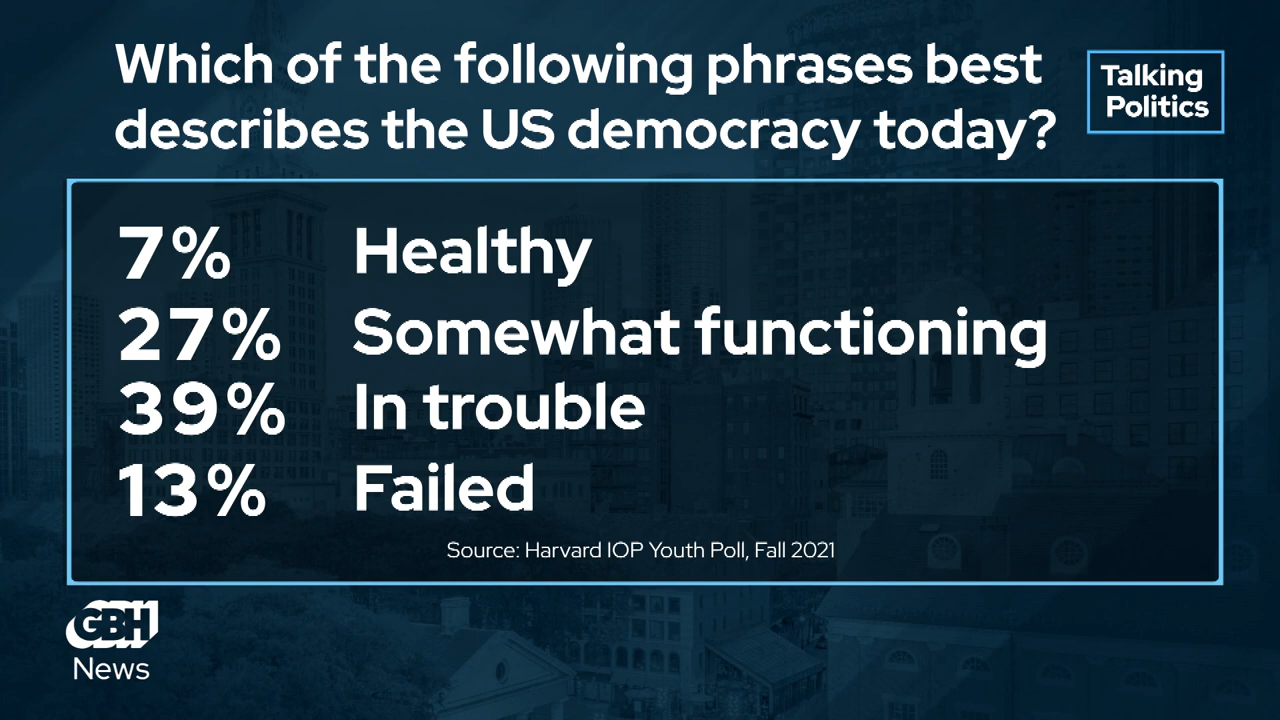 Which of the following phrases best
describes the US democracy today?
Talking
Politics
7% Healthy
27% Somewhat functioning
39% In trouble
13% Failed
Source: Harvard IOP Youth Poll, Fall 2021
GBH
News